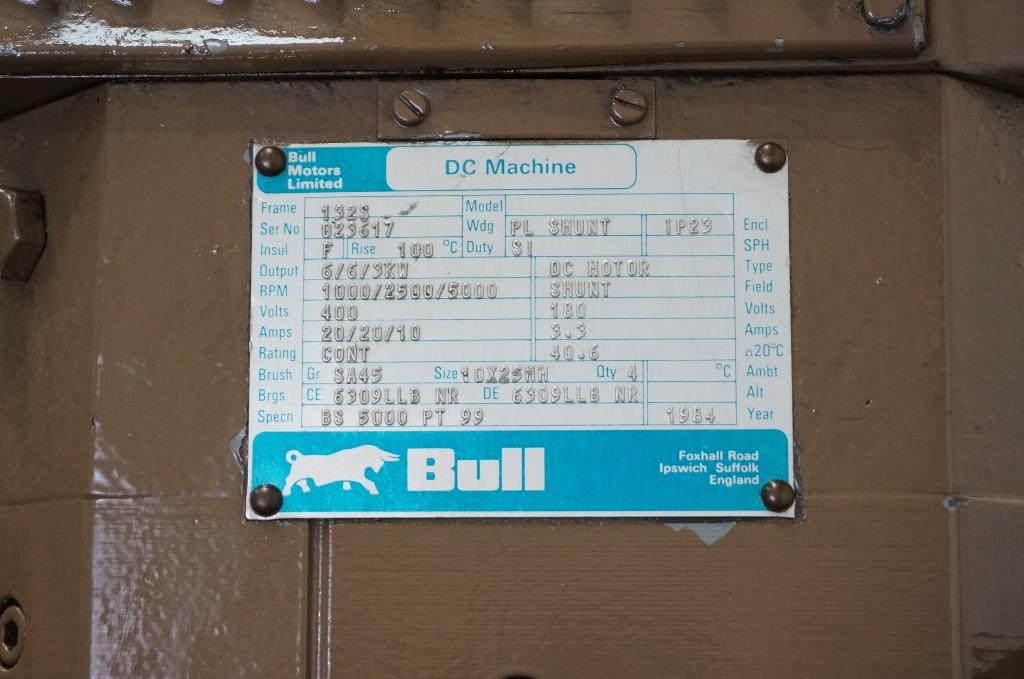 Bull
Motors
Limited
DC Machine
Frame 132S Model
Ser No 023617 Wdg PL SHUNT IP23 Encl
Insul F Rise 100 °C Duty S1 SPH
Output 6/6/3KW DC MOTOR Type
RPM 1000/2500/5000 SHUNT Field
Volts 400 180 Volts
Amps 20/20/10 3.3 Amps
Rating CONT 40.6 Ω20°C
Brush Gr SA45 Size 10X25MM Qty 4 °C Ambt
Brgs CE 6309LLB NR DE 6309LLB NR Alt
Specn BS 5000 PT 99 1984 Year
Bull
Foxhall Road
Ipswich Suffolk
England